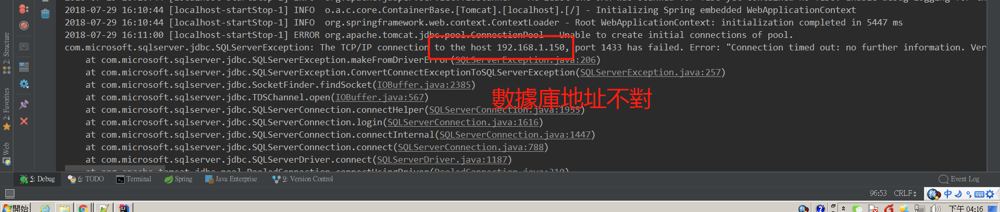 2018-07-29 16:10:44 [localhost-startStop-1] INFO  o.a.c.core.ContainerBase.[Tomcat].[localhost].[/] - Initializing Spring embedded WebApplicationContext
2018-07-29 16:10:44 [localhost-startStop-1] INFO  org.springframework.web.context.ContextLoader - Root WebApplicationContext: initialization completed in 5447 ms
2018-07-29 16:11:00 [localhost-startStop-1] ERROR org.apache.tomcat.jdbc.pool.ConnectionPool - Unable to create initial connections of pool.
com.microsoft.sqlserver.jdbc.SQLServerException: The TCP/IP connection to the host 192.168.1.150, port 1433 has failed. Error: "Connection timed out: no further information. Ver
at com.microsoft.sqlserver.jdbc.SQLServerException.makeFromDriverError(SQLServerException.java:206)
at com.microsoft.sqlserver.jdbc.SQLServerException.ConvertConnectExceptionToSQLServerException(SQLServerException.java:257)
at com.microsoft.sqlserver.jdbc.SocketFinder.findSocket(IOBuffer.java:2385)
at com.microsoft.sqlserver.jdbc.TDSChannel.open(IOBuffer.java:567)
數據庫地址不對
at com.microsoft.sqlserver.jdbc.SQLServerConnection.connectHelper(SQLServerConnection.java:1955)
at com.microsoft.sqlserver.jdbc.SQLServerConnection.login(SQLServerConnection.java:1616)
at com.microsoft.sqlserver.jdbc.SQLServerConnection.connectInternal(SQLServerConnection.java:1447)
at com.microsoft.sqlserver.jdbc.SQLServerConnection.connect(SQLServerConnection.java:788)
at com.microsoft.sqlserver.jdbc.SQLServerDriver.connect(SQLServerDriver.java:1187)
at org.apache.tomcat.jdbc.pool.PooledConnection.connectUsingDriver(PooledConnection.java:310)
7: Structure
2: Favorites
Web
5: Debug
6: TODO
Terminal
Spring
Java Enterprise
9: Version Control
Event Log
96:53 CRLF
中
開始
下午 04:16